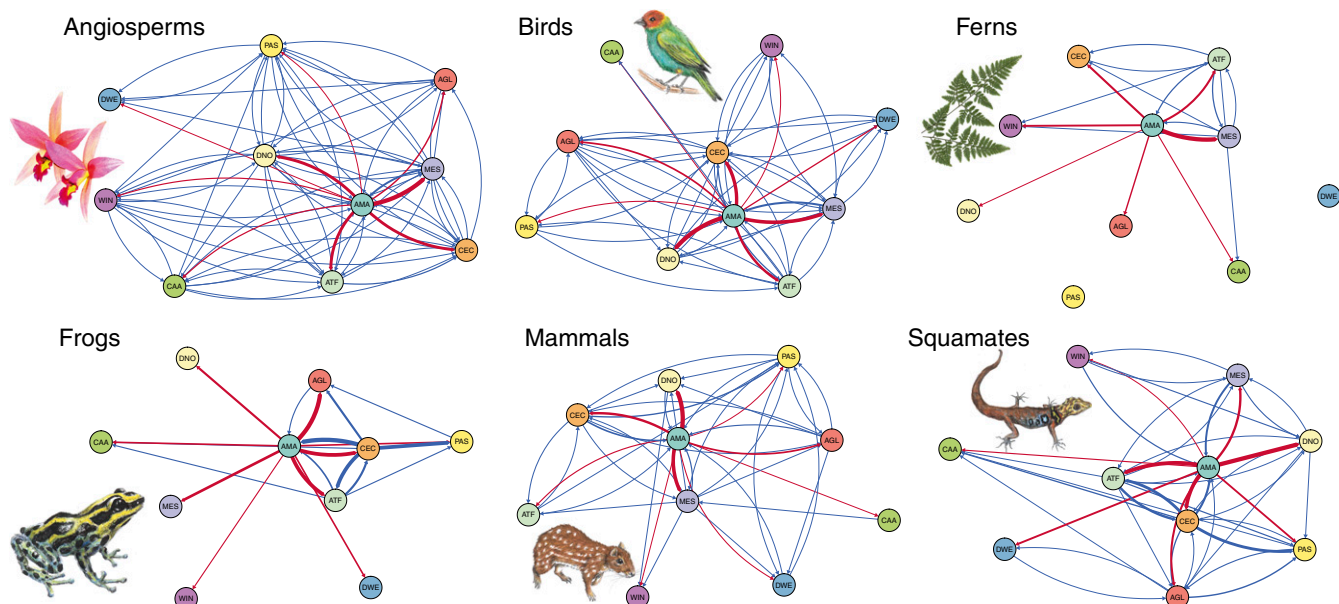 Angiosperms
PAS
AGL
DWE
DNO
MES
WIN
AMA
CEC
ATF
CAA
Birds
WIN
CAA
DWE
AGL
CEC
MES
AMA
PAS
DNO
ATF
Ferns
CEC
ATF
WIN
AMA
MES
DWE
DNO
AGL
CAA
PAS
Frogs
DNO
AGL
CAA
AMA
CEC
PAS
MES
ATF
WIN
DWE
Mammals
PAS
DNO
CEC
AMA
AGL
MES
ATF
CAA
DWE
WIN
Squamates
WIN
MES
DNO
CAA
AMA
ATF
CEC
DWE
PAS
AGL